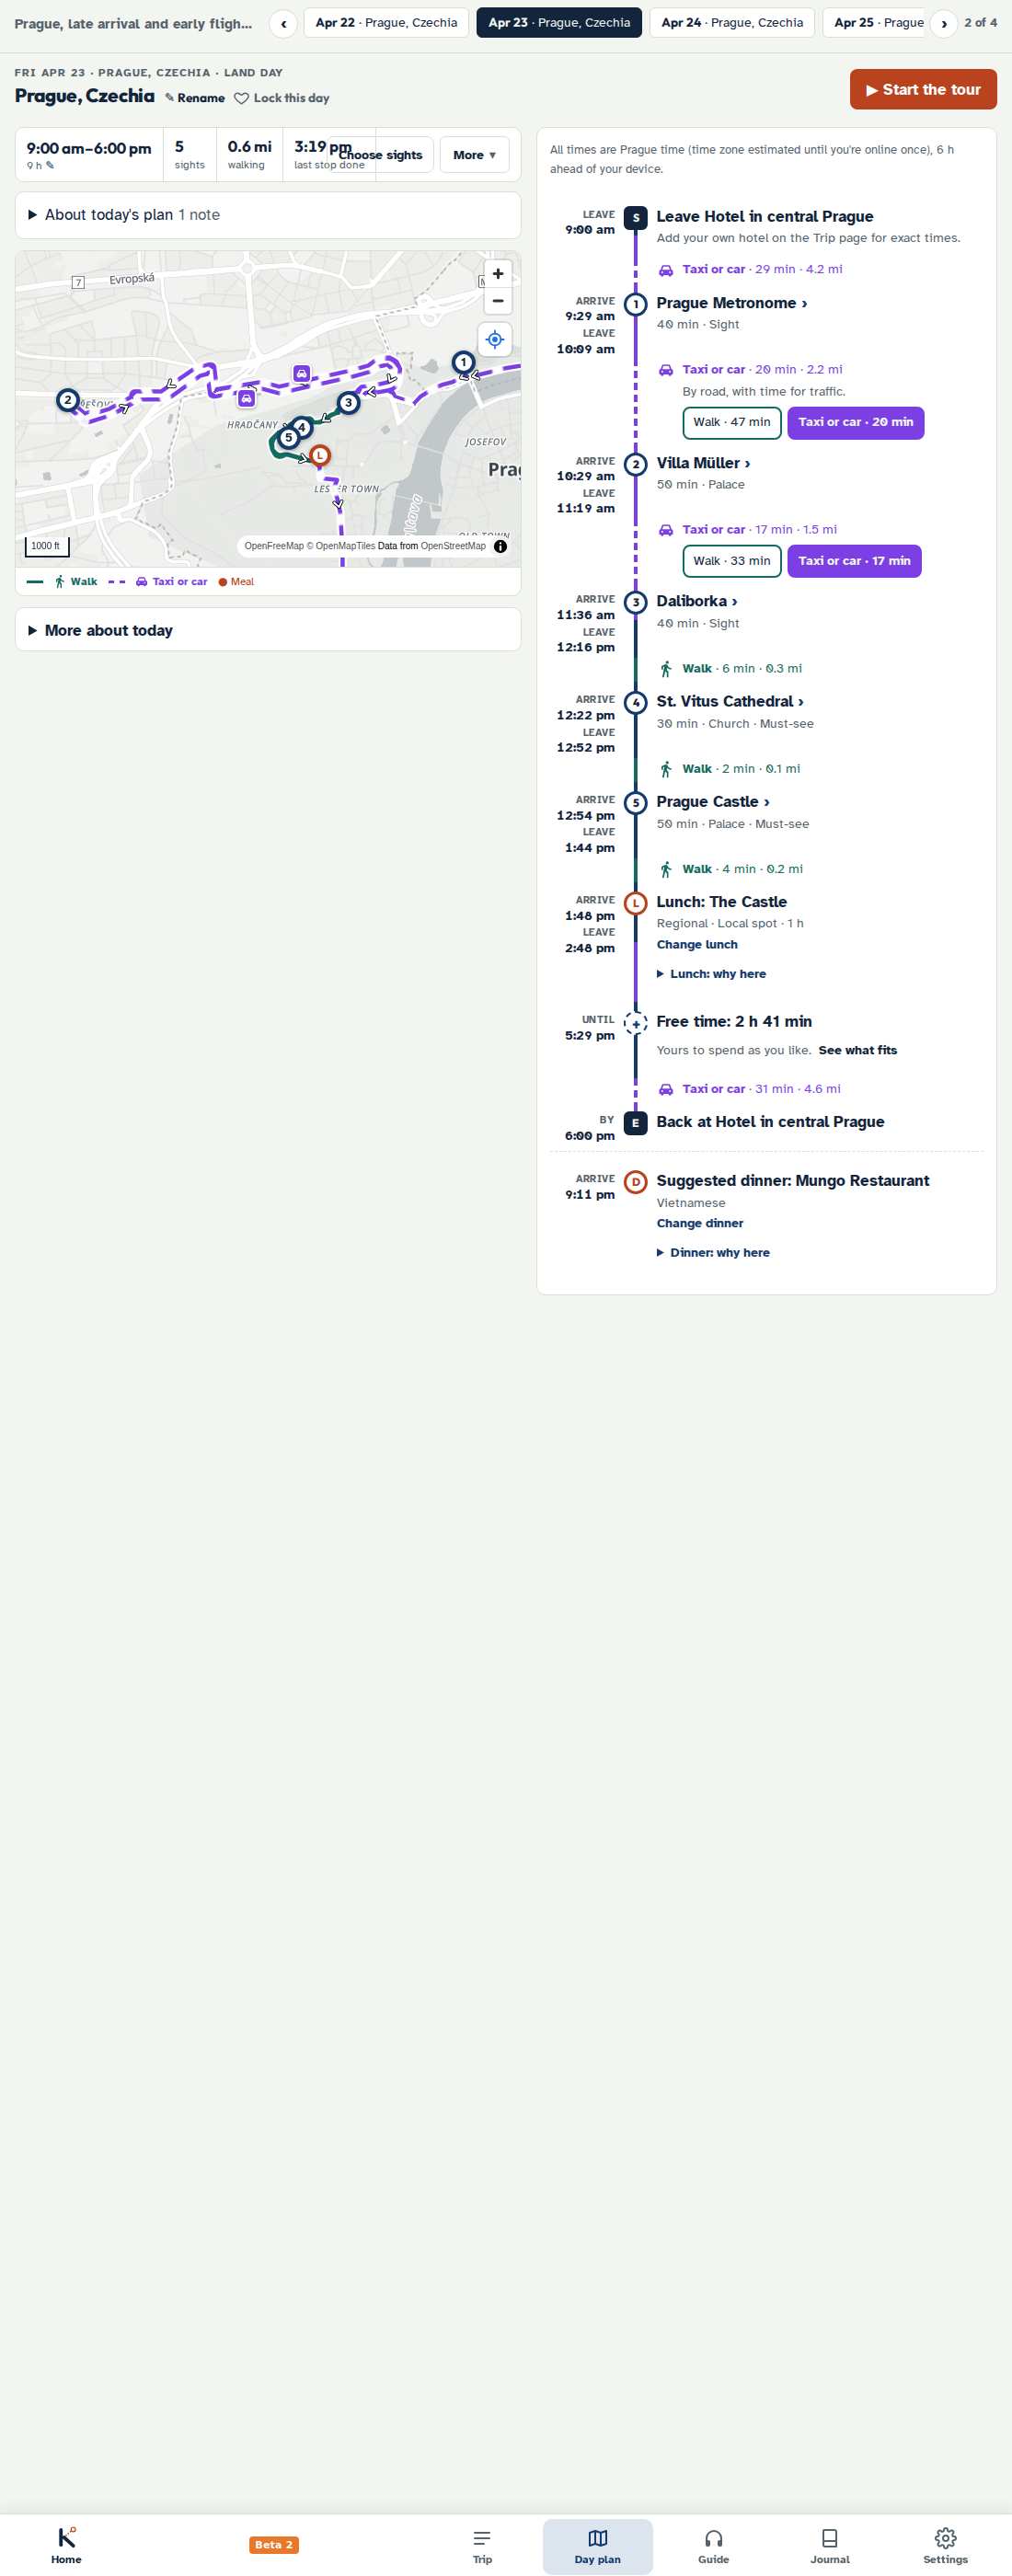 Prague, late arrival and early fligh...
‹
Apr 22 · Prague, Czechia
Apr 23 · Prague, Czechia
Apr 24 · Prague, Czechia
Apr 25 · Prague
›
2 of 4
FRI APR 23 · PRAGUE, CZECHIA · LAND DAY
Prague, Czechia ✎ Rename Lock this day
▶ Start the tour
9:00 am–6:00 pm
9 h ✎
5
sights
0.6 mi
walking
3:19 pm
last stop done
Choose sights
More ▼
▶ About today's plan 1 note
7
Evropská
+
−
1
2
3
HRADČANY
4
5
L
JOSEFOV
Prag
1000 ft
OpenFreeMap © OpenMapTiles Data from OpenStreetMap
Walk
Taxi or car
Meal
▶ More about today
All times are Prague time (time zone estimated until you're online once), 6 h
ahead of your device.
LEAVE
9:00 am
S
Leave Hotel in central Prague
Add your own hotel on the Trip page for exact times.
Taxi or car · 29 min · 4.2 mi
ARRIVE
9:29 am
LEAVE
10:09 am
1
Prague Metronome ›
40 min · Sight
Taxi or car · 20 min · 2.2 mi
By road, with time for traffic.
Walk · 47 min
Taxi or car · 20 min
ARRIVE
10:29 am
LEAVE
11:19 am
2
Villa Müller ›
50 min · Palace
Taxi or car · 17 min · 1.5 mi
Walk · 33 min
Taxi or car · 17 min
ARRIVE
11:36 am
LEAVE
12:16 pm
3
Daliborka ›
40 min · Sight
Walk · 6 min · 0.3 mi
ARRIVE
12:22 pm
LEAVE
12:52 pm
4
St. Vitus Cathedral ›
30 min · Church · Must-see
Walk · 2 min · 0.1 mi
ARRIVE
12:54 pm
LEAVE
1:44 pm
5
Prague Castle ›
50 min · Palace · Must-see
Walk · 4 min · 0.2 mi
ARRIVE
1:48 pm
LEAVE
2:48 pm
L
Lunch: The Castle
Regional · Local spot · 1 h
Change lunch
▶ Lunch: why here
UNTIL
5:29 pm
+
Free time: 2 h 41 min
Yours to spend as you like. See what fits
Taxi or car · 31 min · 4.6 mi
BY
6:00 pm
E
Back at Hotel in central Prague
ARRIVE
9:11 pm
D
Suggested dinner: Mungo Restaurant
Vietnamese
Change dinner
▶ Dinner: why here
Home
Beta 2
Trip
Day plan
Guide
Journal
Settings